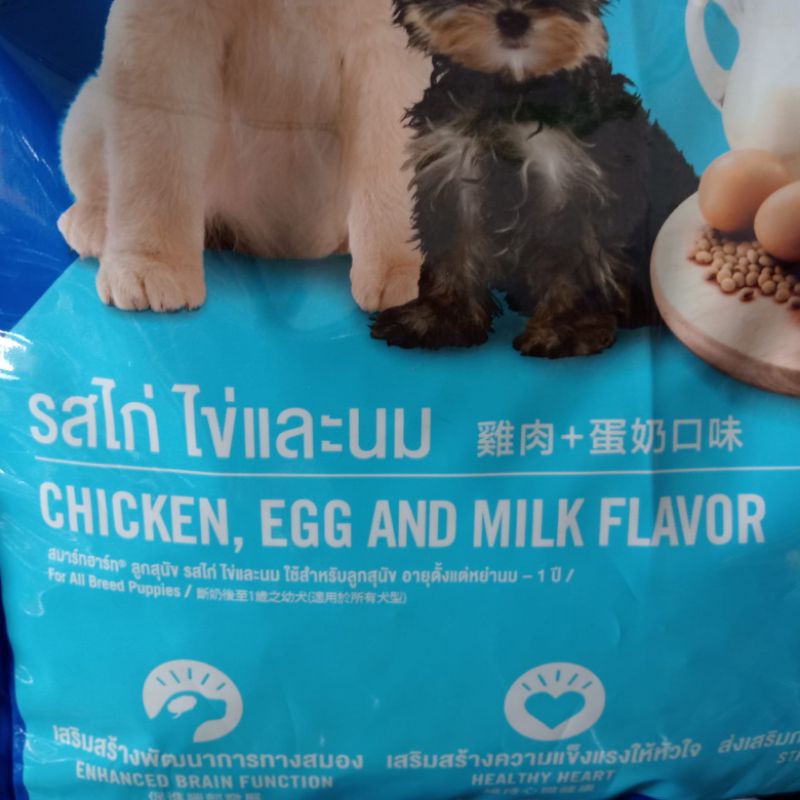 รสไก่ ไข่และนม 雞肉+蛋奶口味
CHICKEN, EGG AND MILK FLAVOR
สมาร์ทฮาร์ท® ลูกสุนัข รสไก่ ไข่และนม ใช้สำหรับลูกสุนัข อายุตั้งแต่หย่านม – 1 ปี /
For All Breed Puppies / 斷奶後至1歲之幼犬(適用於所有犬型)
เสริมสร้างพัฒนาการทางสมอง เสริมสร้างความแข็งแรงให้หัวใจ ส่งเสริม
ENHANCED BRAIN FUNCTION HEALTHY HEART